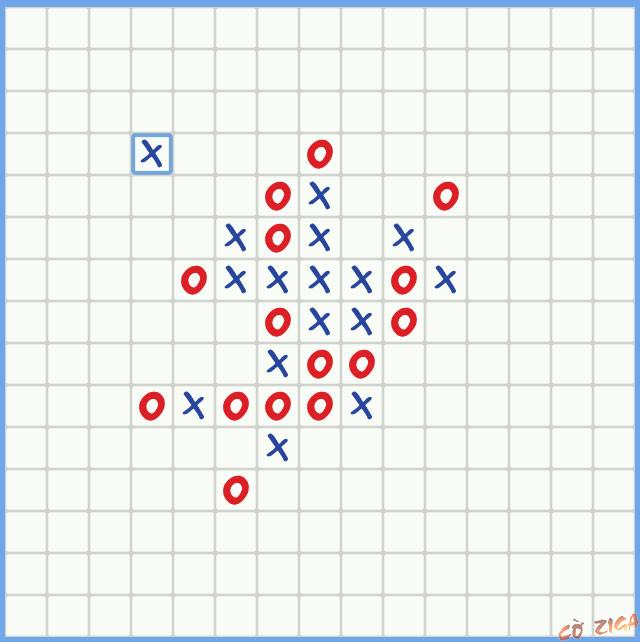 X O
O X O
X O X X
O X X X X O X
O X X O
X O O
O X O O O X
X
O
CỜ ZIGA